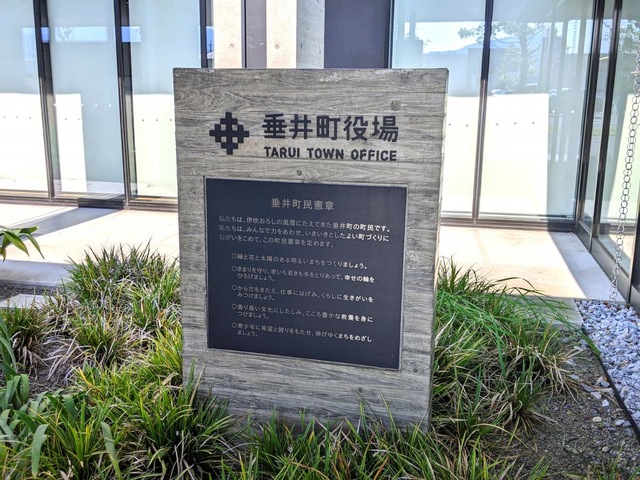 垂井町役場
TARUI TOWN OFFICE
垂井町民憲章
私たちは、伊吹おろしの風雪にたえてきた垂井町の町民です。
私たちは、みんなで力をあわせ、いきいきとしたよい町づくりに
ねがいをこめて、この町民憲章を定めます。
○緑と花と太陽のある明るいまちをつくりましょう。
○きまりを守り、老いも若きも手をとりあって、幸せの輪を
ひろげましょう。
○からだをきたえ、仕事にはげみ、くらしに生きがいを
みつけましょう。
○香り高い文化にしたしみ、こころ豊かな教養を身に
つけましょう。
○青少年に希望と誇りをもたせ、伸びゆくまちをめざし
ましょう。